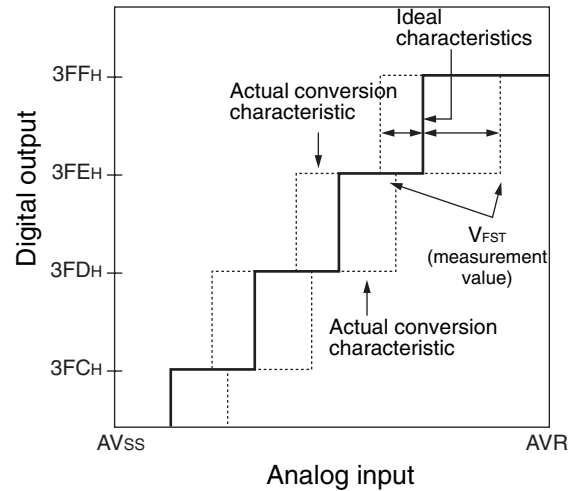 Ideal
characteristics
3FFH
Actual conversion
characteristic
3FEH
VFST
(measurement
value)
3FDH
Actual conversion
characteristic
3FCH
Digital output
AVSS
AVR
Analog input